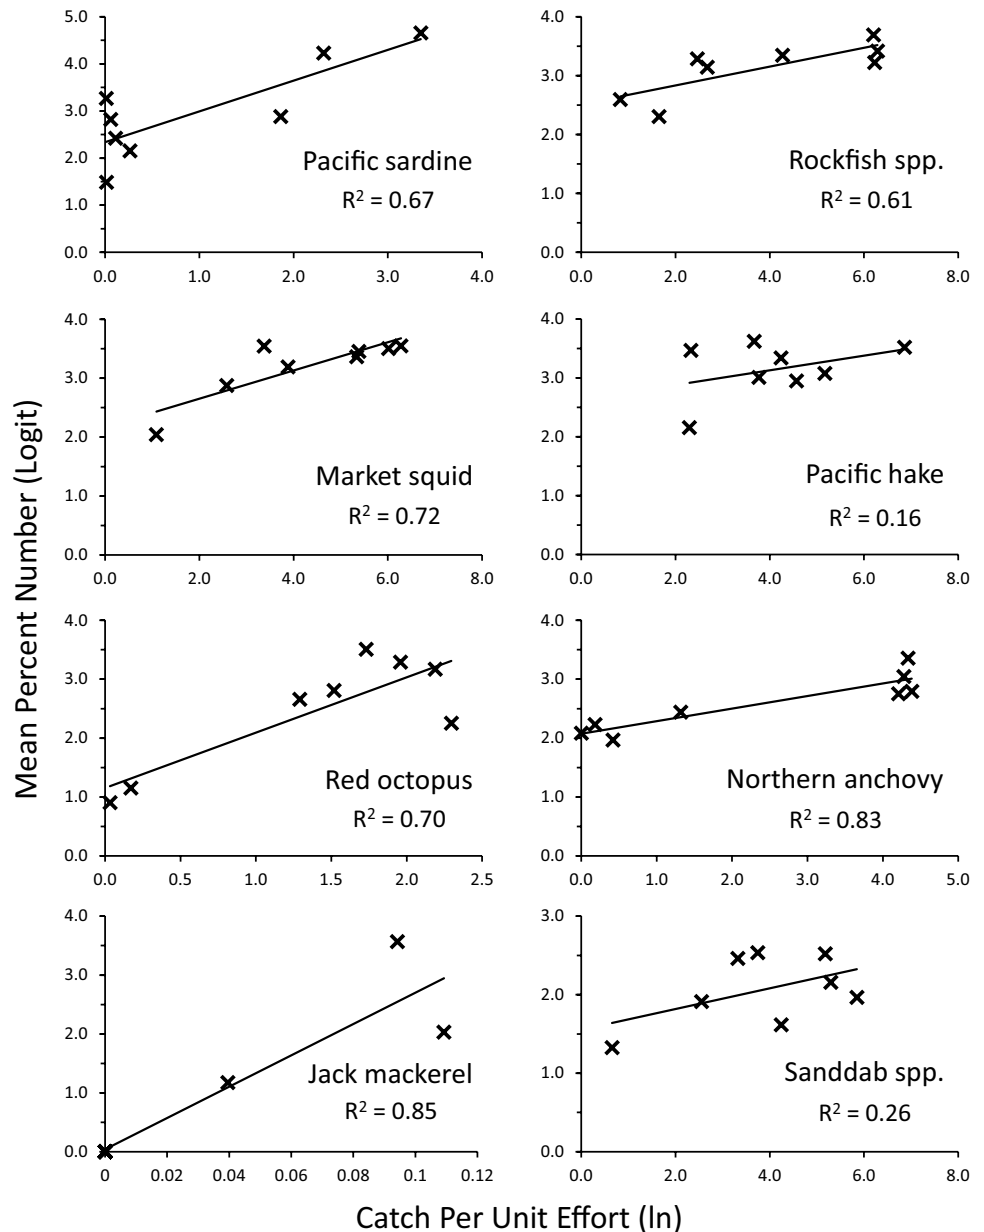 Mean Percent Number (Logit)
5.0
4.0
3.0
2.0
1.0
0.0
0.0 1.0 2.0 3.0 4.0
Pacific sardine
R² = 0.67
4.0
3.0
2.0
1.0
0.0
0.0 2.0 4.0 6.0 8.0
Rockfish spp.
R² = 0.61
4.0
3.0
2.0
1.0
0.0
0.0 2.0 4.0 6.0 8.0
Market squid
R² = 0.72
4.0
3.0
2.0
1.0
0.0
0.0 2.0 4.0 6.0 8.0
Pacific hake
R² = 0.16
4.0
3.0
2.0
1.0
0.0
0.0 0.5 1.0 1.5 2.0 2.5
Red octopus
R² = 0.70
4.0
3.0
2.0
1.0
0.0
0.0 1.0 2.0 3.0 4.0 5.0
Northern anchovy
R² = 0.83
4.0
3.0
2.0
1.0
0.0
0 0.02 0.04 0.06 0.08 0.1 0.12
Jack mackerel
R² = 0.85
3.0
2.0
1.0
0.0
0.0 2.0 4.0 6.0 8.0
Sanddab spp.
R² = 0.26
Catch Per Unit Effort (ln)